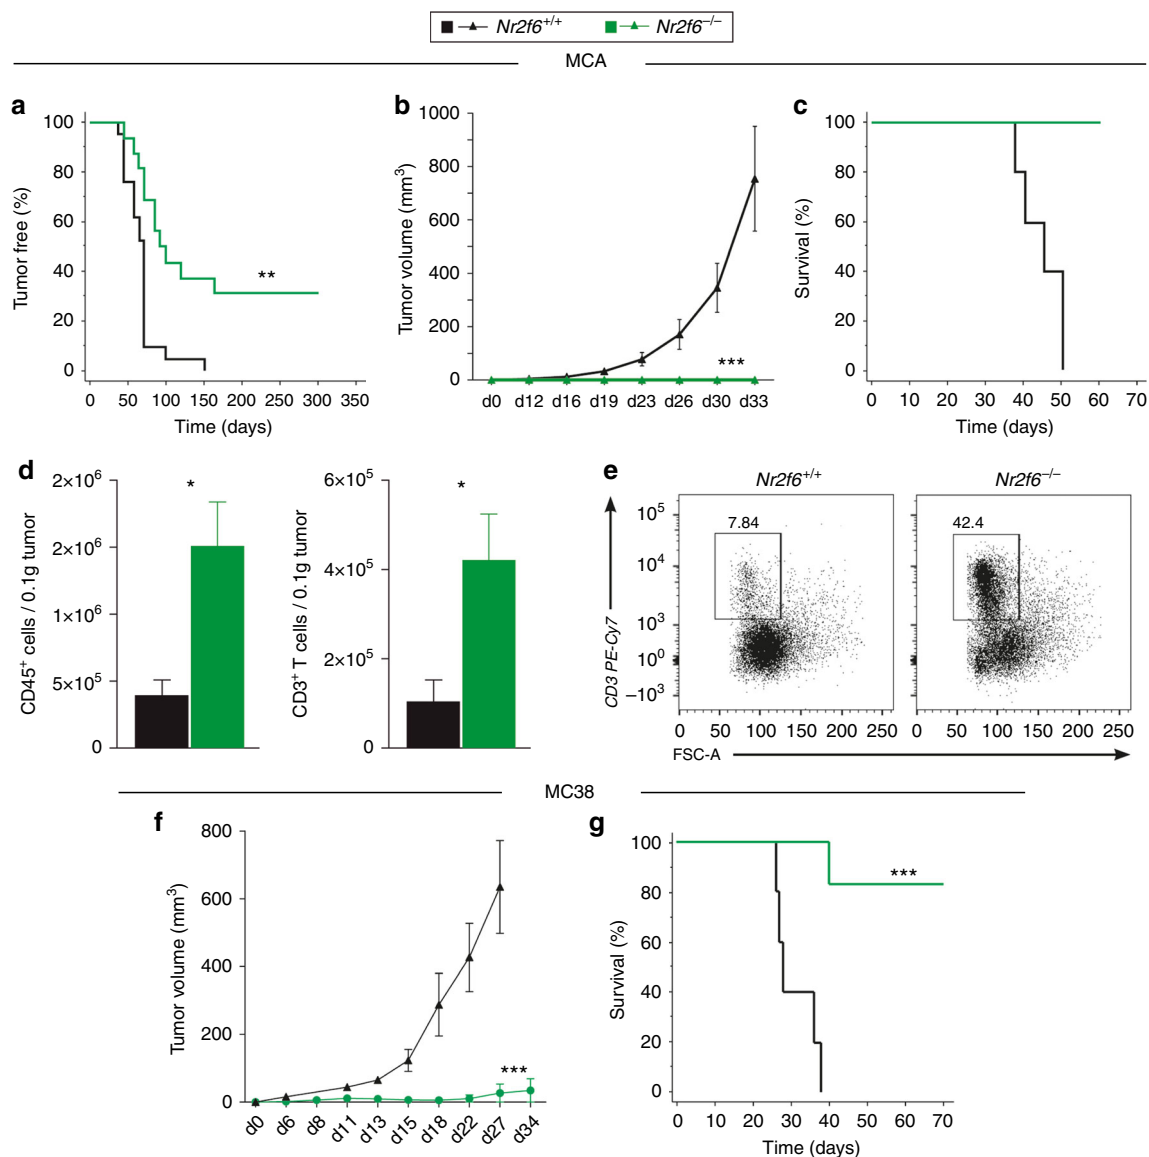 Nr2f6+/+ Nr2f6–/–
MCA
a
Tumor free (%)
100
80
60
40
20
0
**
0 50 100 150 200 250 300 350
Time (days)
b
Tumor volume (mm3)
1000
800
600
400
200
0
***
d0 d12 d16 d19 d23 d26 d30 d33
c
Survival (%)
100
80
60
40
20
0
0 10 20 30 40 50 60 70
Time (days)
d
CD45+ cells / 0.1g tumor
2×106
2×106
1×106
5×105
0
*
CD3+ T cells / 0.1g tumor
6×105
4×105
2×105
0
*
e
Nr2f6+/+
Nr2f6–/–
CD3 PE-Cy7
105
104
103
100
–103
7.84
42.4
0 50 100 150 200 250
0 50 100 150 200 250
FSC-A
MC38
f
Tumor volume (mm3)
800
600
400
200
0
***
d0 d6 d8 d11 d13 d15 d18 d22 d27 d34
g
Survival (%)
100
80
60
40
20
0
***
0 10 20 30 40 50 60 70
Time (days)